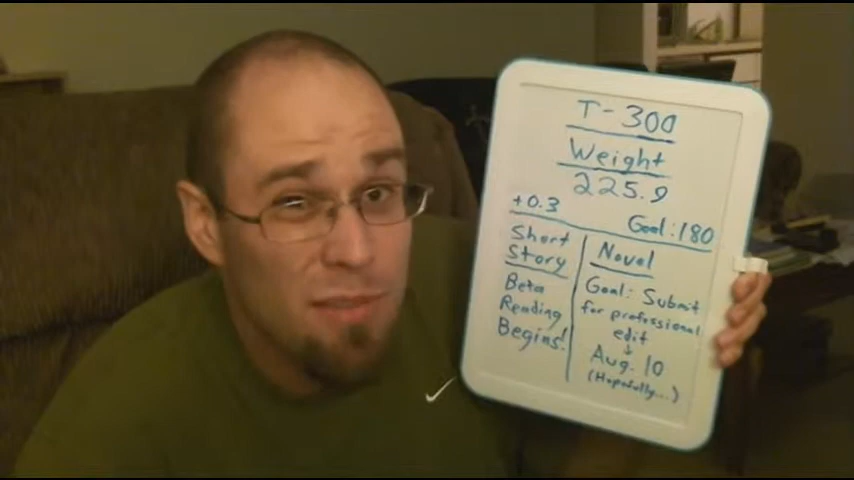 T-300
Weight
225.9
+0.3
Goal: 180
Short
Story
Beta
Reading
Begins!
Novel
Goal: Submit
for professional
edit
↓
Aug. 10
(Hopefully...)